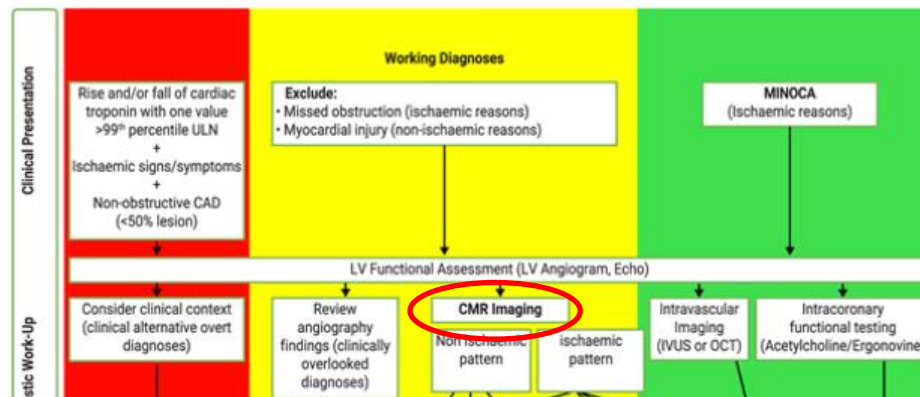 Working Diagnoses
Clinical Presentation
Rise and/or fall of cardiac
troponin with one value
>99th percentile ULN
+
Ischaemic signs/symptoms
+
Non-obstructive CAD
(<50% lesion)
Exclude:
• Missed obstruction (ischaemic reasons)
• Myocardial injury (non-ischaemic reasons)
MINOCA
(Ischaemic reasons)
LV Functional Assessment (LV Angiogram, Echo)
stic Work-Up
Consider clinical context
(clinical alternative overt
diagnoses)
Review
angiography
findings (clinically
overlooked
diagnoses)
CMR Imaging
Non ischaemic
pattern
ischaemic
pattern
Intravascular
Imaging
(IVUS or OCT)
Intracoronary
functional testing
(Acetylcholine/Ergonovine